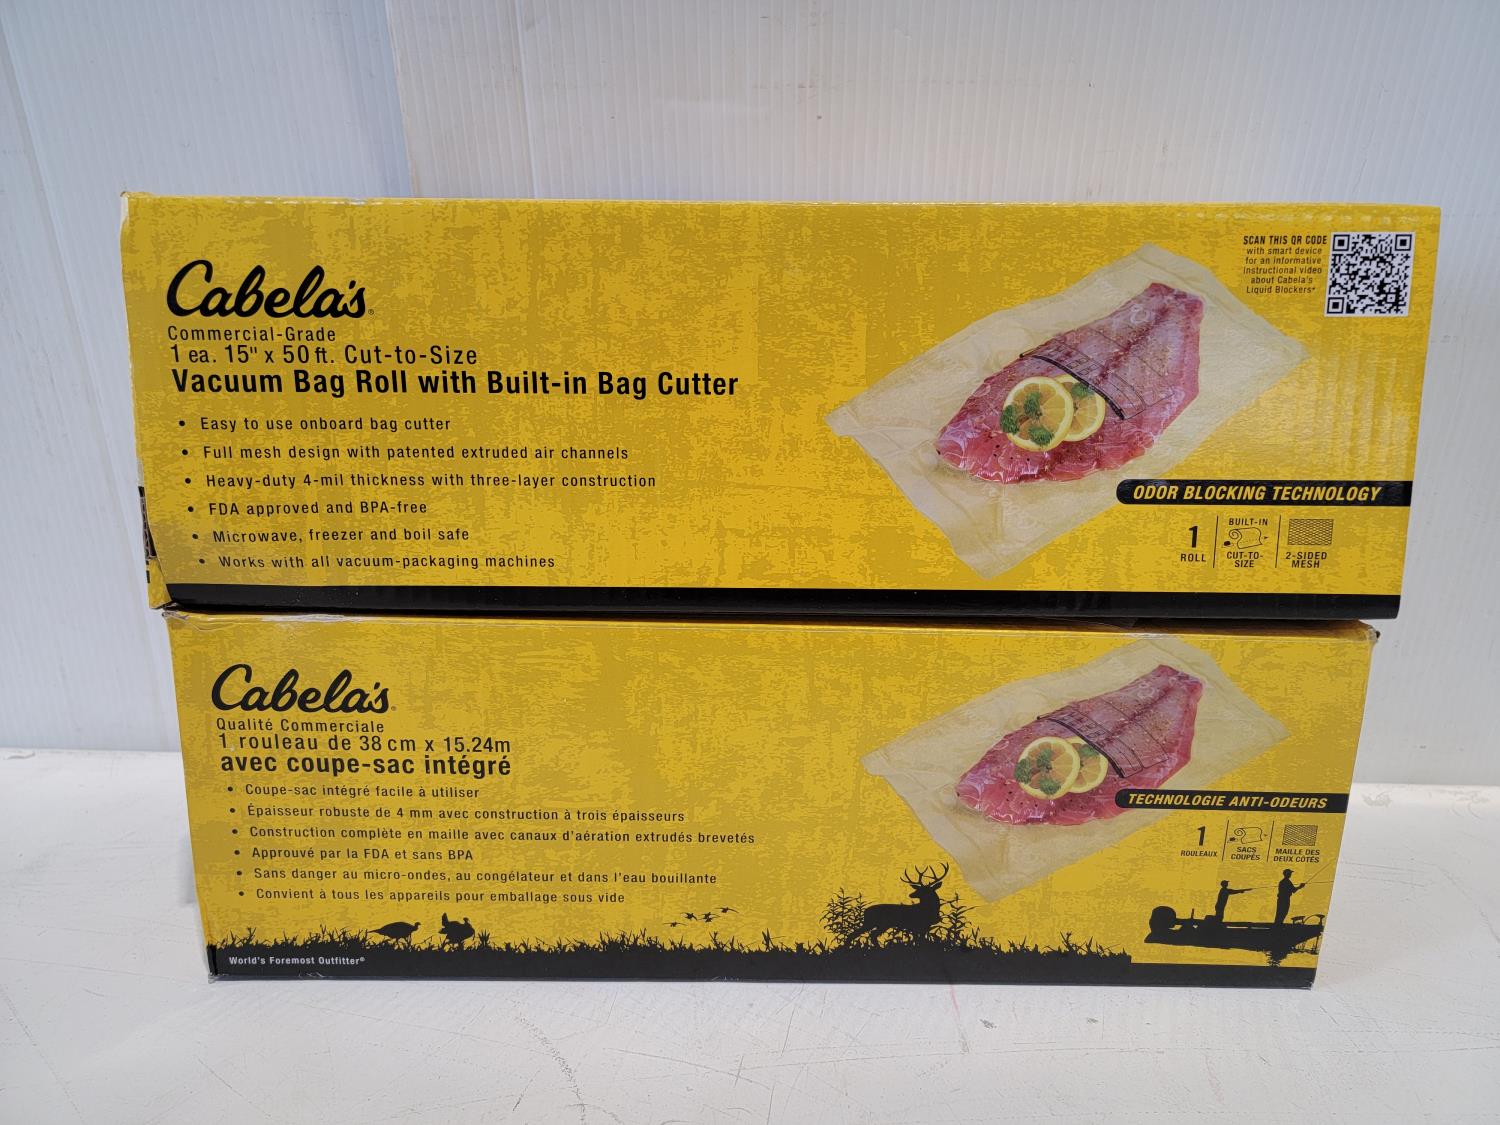 Cabela's®
Commercial-Grade
1 ea. 15" x 50 ft. Cut-to-Size
Vacuum Bag Roll with Built-in Bag Cutter
• Easy to use onboard bag cutter
• Full mesh design with patented extruded air channels
• Heavy-duty 4-mil thickness with three-layer construction
• FDA approved and BPA-free
• Microwave, freezer and boil safe
• Works with all vacuum-packaging machines
SCAN THIS QR CODE
with smart device
for an informative
instructional video
about Cabela's
Liquid Blockers*
ODOR BLOCKING TECHNOLOGY
1
ROLL
BUILT-IN
CUT-TO-
SIZE
2-SIDED
MESH
Cabela's®
Qualité Commerciale
1 rouleau de 38 cm x 15.24m
avec coupe-sac intégré
• Coupe-sac intégré facile à utiliser
• Épaisseur robuste de 4 mm avec construction à trois épaisseurs
• Construction complète en maille avec canaux d'aération extrudés brevetés
• Approuvé par la FDA et sans BPA
• Sans danger au micro-ondes, au congélateur et dans l'eau bouillante
• Convient à tous les appareils pour emballage sous vide
TECHNOLOGIE ANTI-ODEURS
1
ROULEAUX
SACS
COUPÉS
MAILLE DES
DEUX CÔTÉS
World's Foremost Outfitter®